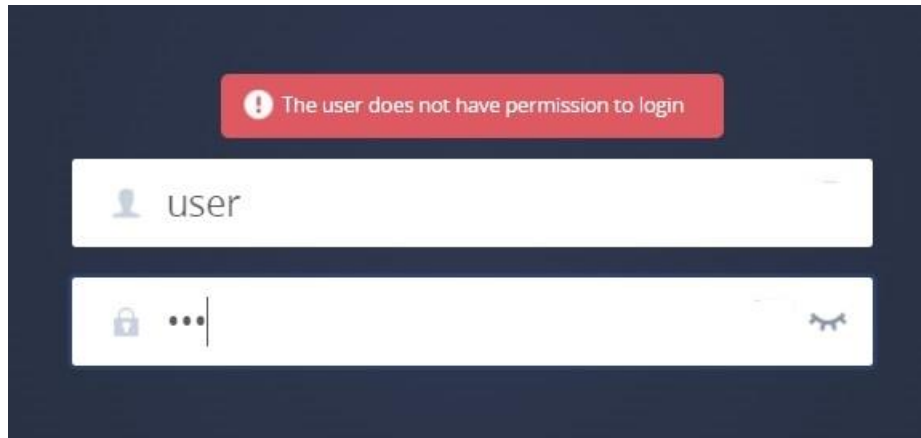 The user does not have permission to login
user
•••